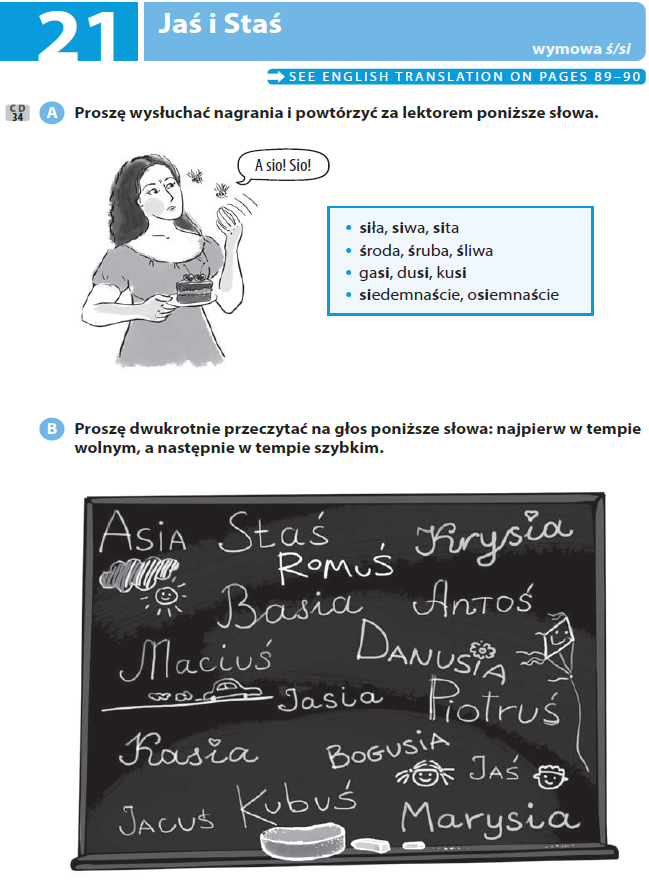 21
Jaś i Staś
wymowa ś/si
SEE ENGLISH TRANSLATION ON PAGES 89–90
CD
34
A Proszę wysłuchać nagrania i powtórzyć za lektorem poniższe słowa.
A sio! Sio!
• siła, siwa, sita
• środa, śruba, śliwa
• gasi, dusi, kusi
• siedemnaście, osiemnaście
B Proszę dwukrotnie przeczytać na głos poniższe słowa: najpierw w tempie
wolnym, a następnie w tempie szybkim.
Asia Staś Krysia
Romuś
Basia Antoś
Maciuś Danusia
Jasia Piotruś
Kasia Bogusia
Jaś
Jacuś Kubuś Marysia